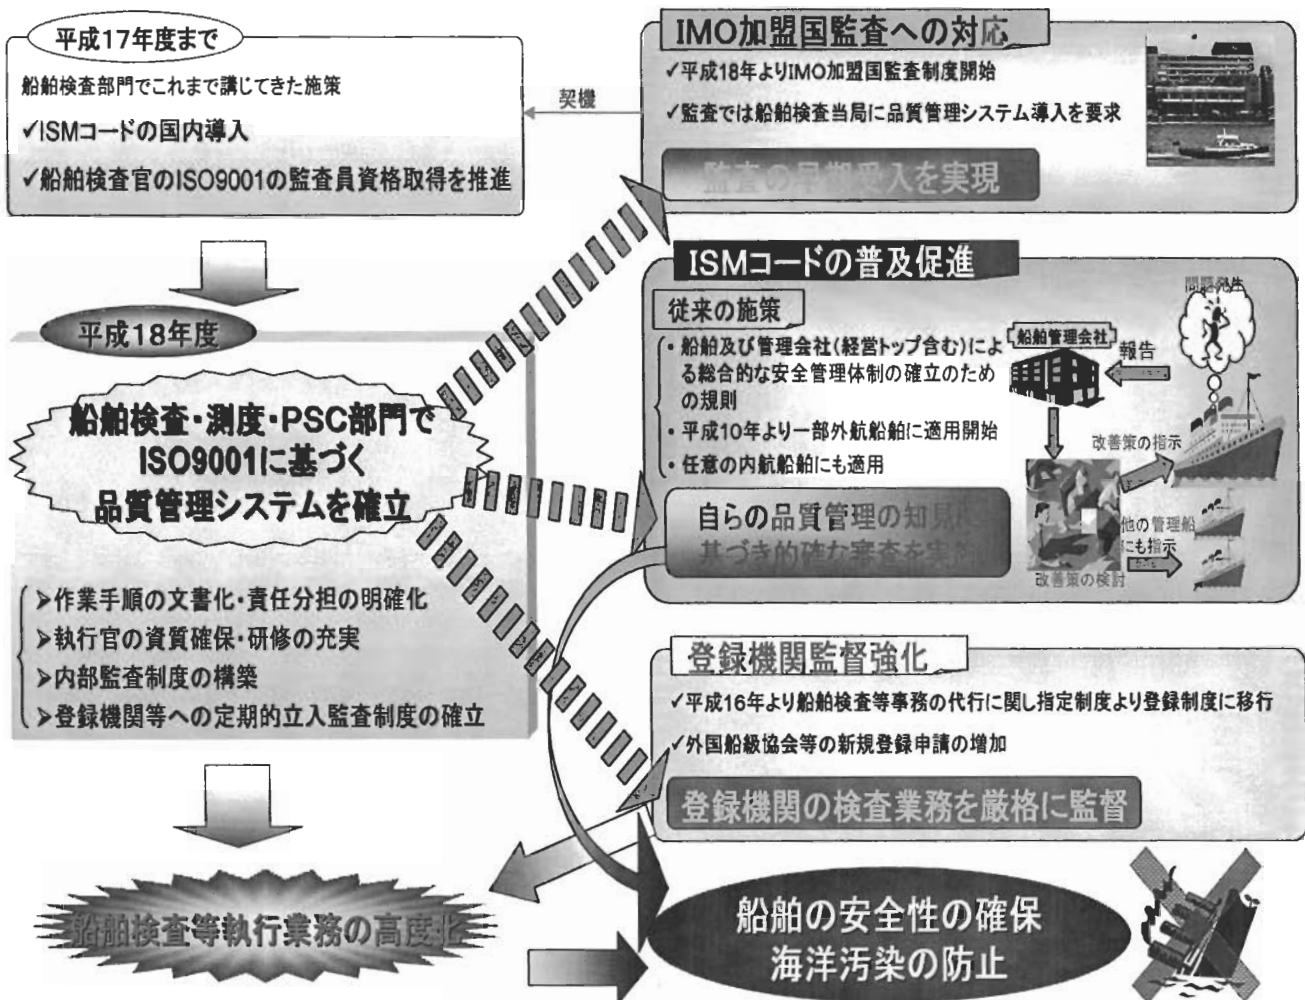 平成17年度まで
船舶検査部門でこれまで講じてきた施策
✓ISMコードの国内導入
✓船舶検査官のISO9001の監査員資格取得を推進
契機
IMO加盟国監査への対応
✓平成18年よりIMO加盟国監査制度開始
✓監査では船舶検査当局に品質管理システム導入を要求
監査の早期受入を実現
平成18年度
船舶検査・測度・PSC部門で
ISO9001に基づく
品質管理システムを確立
➢作業手順の文書化・責任分担の明確化
➢執行官の資質確保・研修の充実
➢内部監査制度の構築
➢登録機関等への定期的立入監査制度の確立
ISMコードの普及促進
従来の施策
・船舶及び管理会社(経営トップ含む)によ
る総合的な安全管理体制の確立のため
の規則
・平成10年より一部外航船舶に適用開始
・任意の内航船舶にも適用
自らの品質管理の知見に
基づき的確な審査を実
問題発生
船舶管理会社
報告
改善策の指示
他の管理船
にも指示
改善策の検討
登録機関監督強化
✓平成16年より船舶検査等事務の代行に関し指定制度より登録制度に移行
✓外国船級協会等の新規登録申請の増加
登録機関の検査業務を厳格に監督
船舶検査等執行業務の高度化
船舶の安全性の確保
海洋汚染の防止